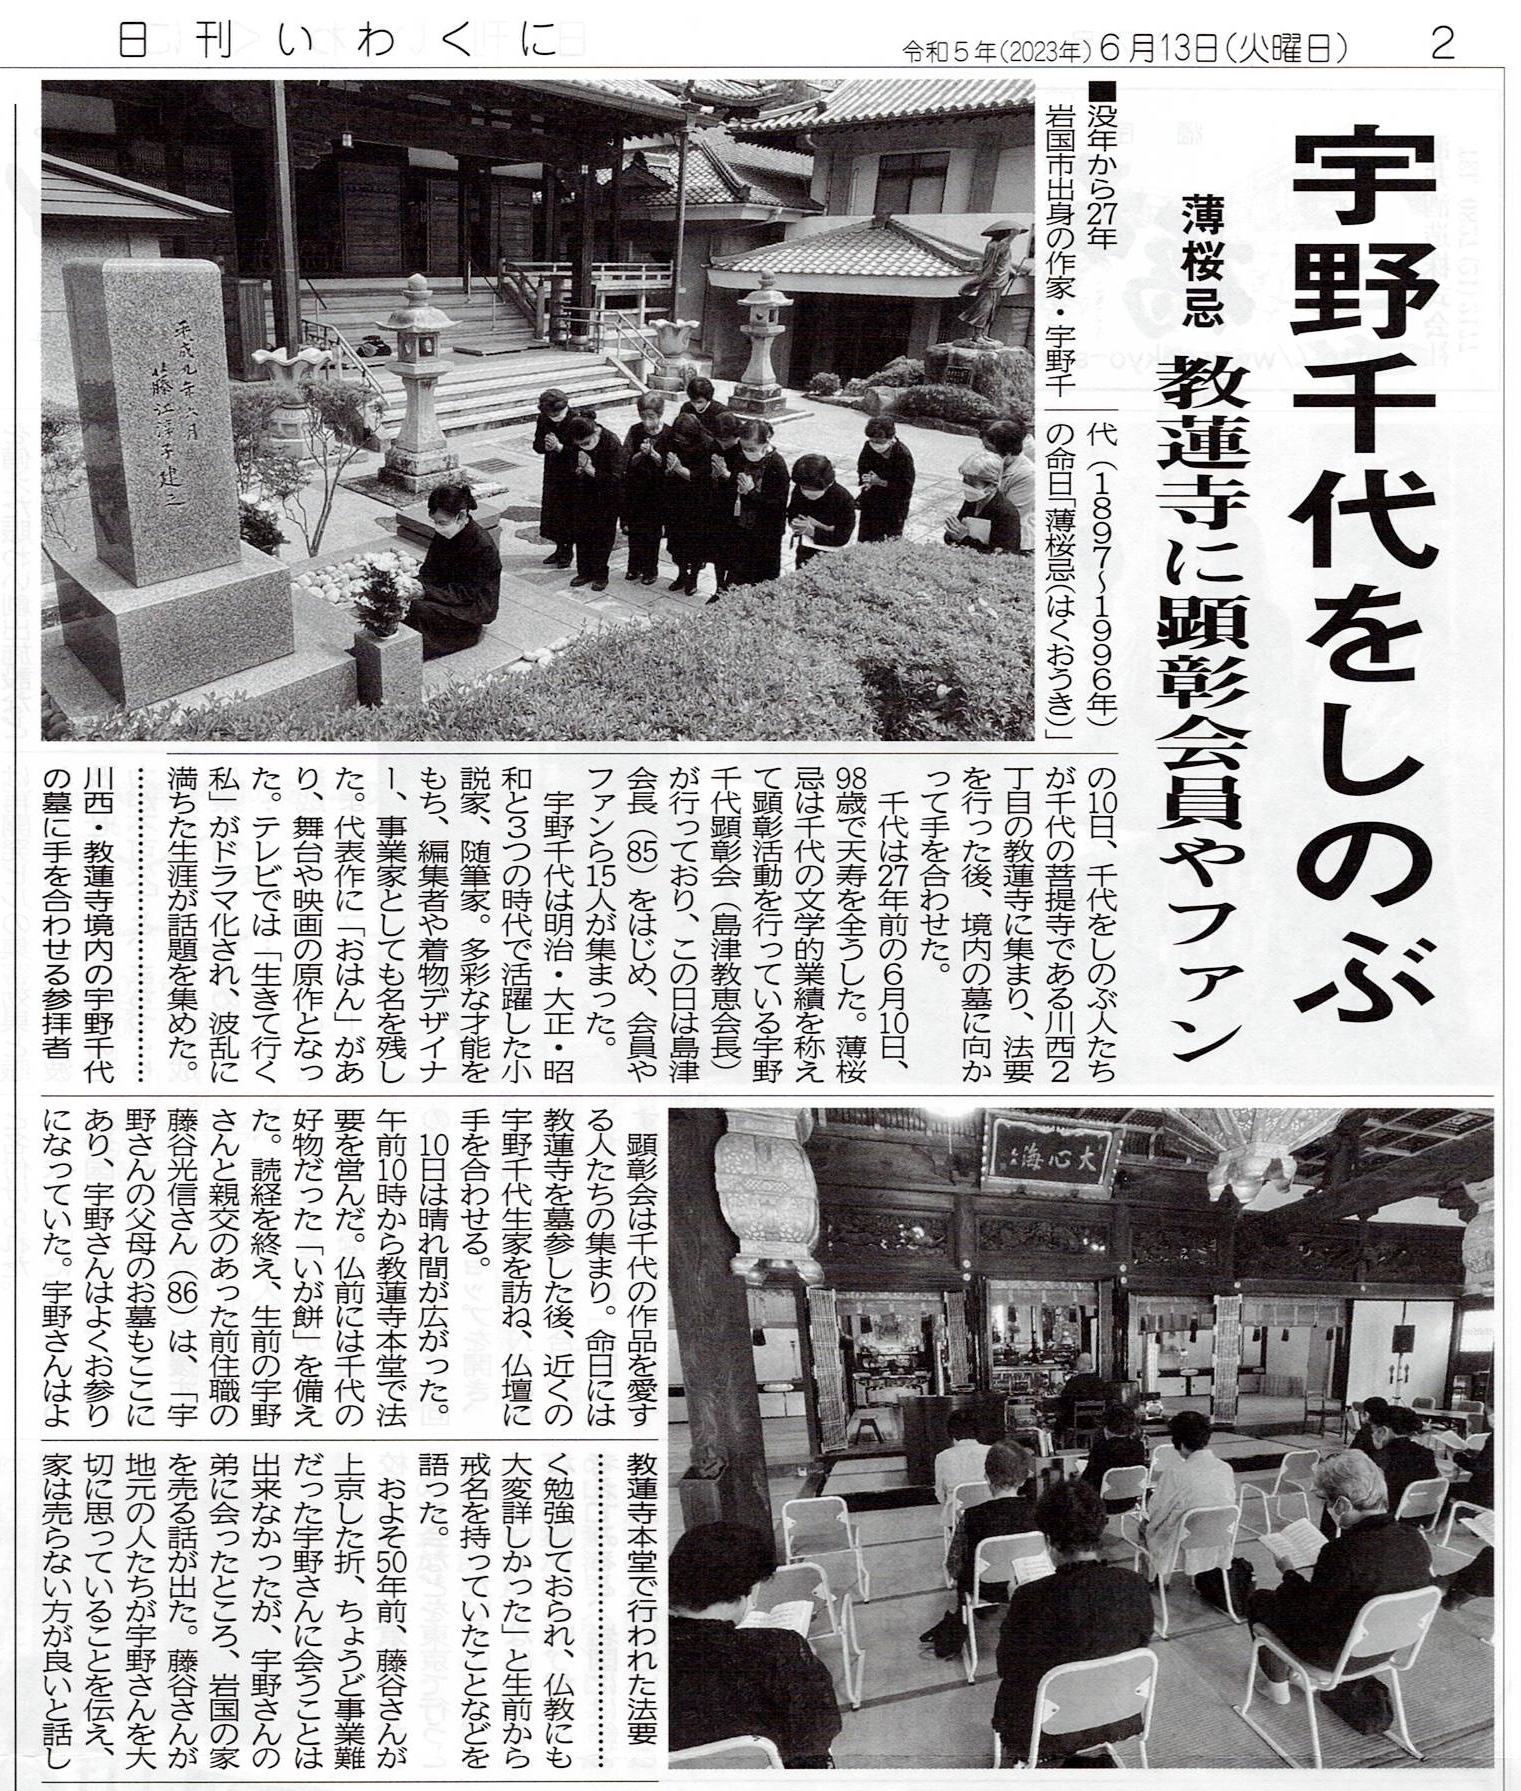 日刊いわくに
令和5年(2023年)6月13日(火曜日)
2
宇野千代をしのぶ
薄桜忌 教蓮寺に顕彰会員やファン
■没年から27年
岩国市出身の作家・宇野千
代（1897～1996年）
の命日「薄桜忌(はくおうき)」
の10日、千代をしのぶ人たち
が千代の菩提寺である川西2
丁目の教蓮寺に集まり、法要
を行った後、境内の墓に向か
って手を合わせた。
千代は27年前の6月10日、
98歳で天寿を全うした。薄桜
忌は千代の文学的業績を称え
て顕彰活動を行っている宇野
千代顕彰会（島津教恵会長）
が行っており、この日は島津
会長（85）をはじめ、会員や
ファンら15人が集まった。
宇野千代は明治・大正・昭
和と3つの時代で活躍した小
説家、随筆家。多彩な才能を
もち、編集者や着物デザイナ
ー、事業家としても名を残し
た。代表作に「おはん」があ
り、舞台や映画の原作となっ
た。テレビでは「生きて行く
私」がドラマ化され、波乱に
満ちた生涯が話題を集めた。
川西・教蓮寺境内の宇野千代
の墓に手を合わせる参拝者
顕彰会は千代の作品を愛す
る人たちの集まり。命日には
教蓮寺を墓参した後、近くの
宇野千代生家を訪ね、仏壇に
手を合わせる。
10日は晴れ間が広がった。
午前10時から教蓮寺本堂で法
要を営んだ。仏前には千代の
好物だった「いが餅」を備え
た。読経を終え、生前の宇野
さんと親交のあった前住職の
藤谷光信さん（86）は、「宇
野さんの父母のお墓もここに
あり、宇野さんはよくお参り
になっていた。宇野さんはよ
教蓮寺本堂で行われた法要
く勉強しておられ、仏教にも
大変詳しかった」と生前から
戒名を持っていたことなどを
語った。
およそ50年前、藤谷さんが
上京した折、ちょうど事業難
だった宇野さんに会うことは
出来なかったが、宇野さんの
弟に会ったところ、岩国の家
を売る話が出た。藤谷さんが
地元の人たちが宇野さんを大
切に思っていることを伝え、
家は売らない方が良いと話し
平成九年六月
藤江淳子建之
大心海